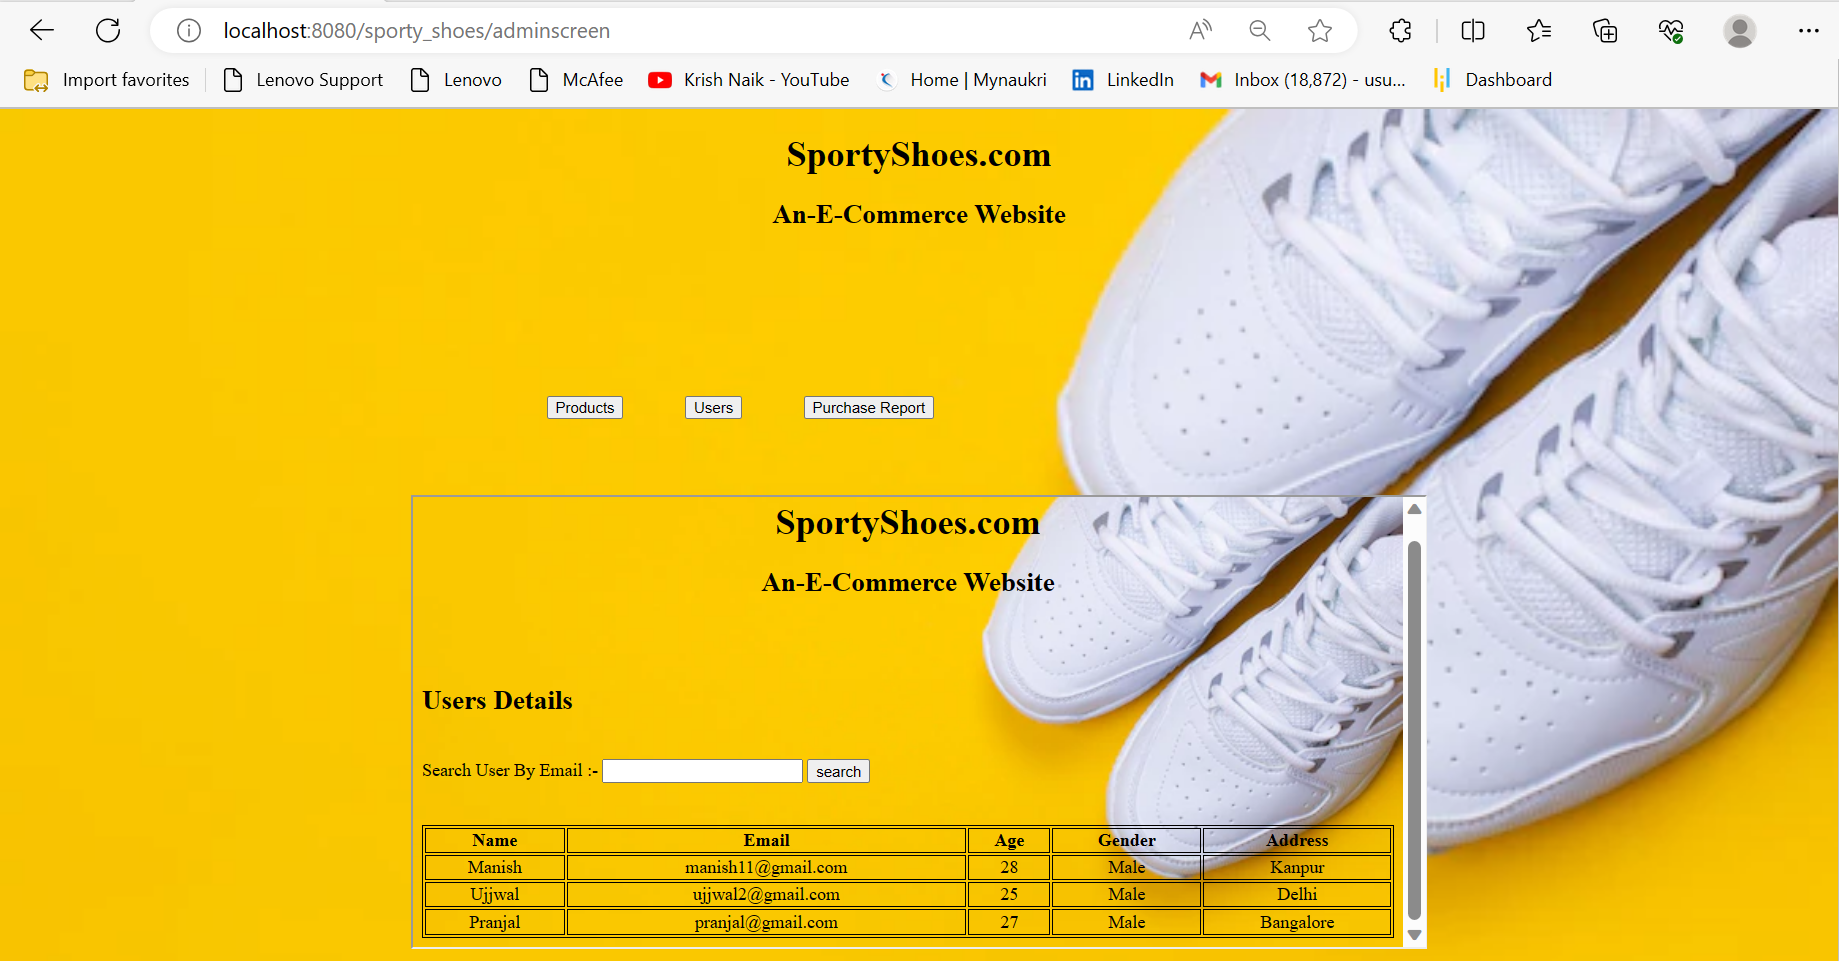 localhost:8080/sporty_shoes/adminscreen
Import favorites Lenovo Support Lenovo McAfee Krish Naik - YouTube Home | Mynaukri LinkedIn Inbox (18,872) - usu... Dashboard
SportyShoes.com
An-E-Commerce Website
Products Users Purchase Report
SportyShoes.com
An-E-Commerce Website
Users Details
Search User By Email :- search
Name Email Age Gender Address
Manish manish11@gmail.com 28 Male Kanpur
Ujjwal ujjwal2@gmail.com 25 Male Delhi
Pranjal pranjal@gmail.com 27 Male Bangalore